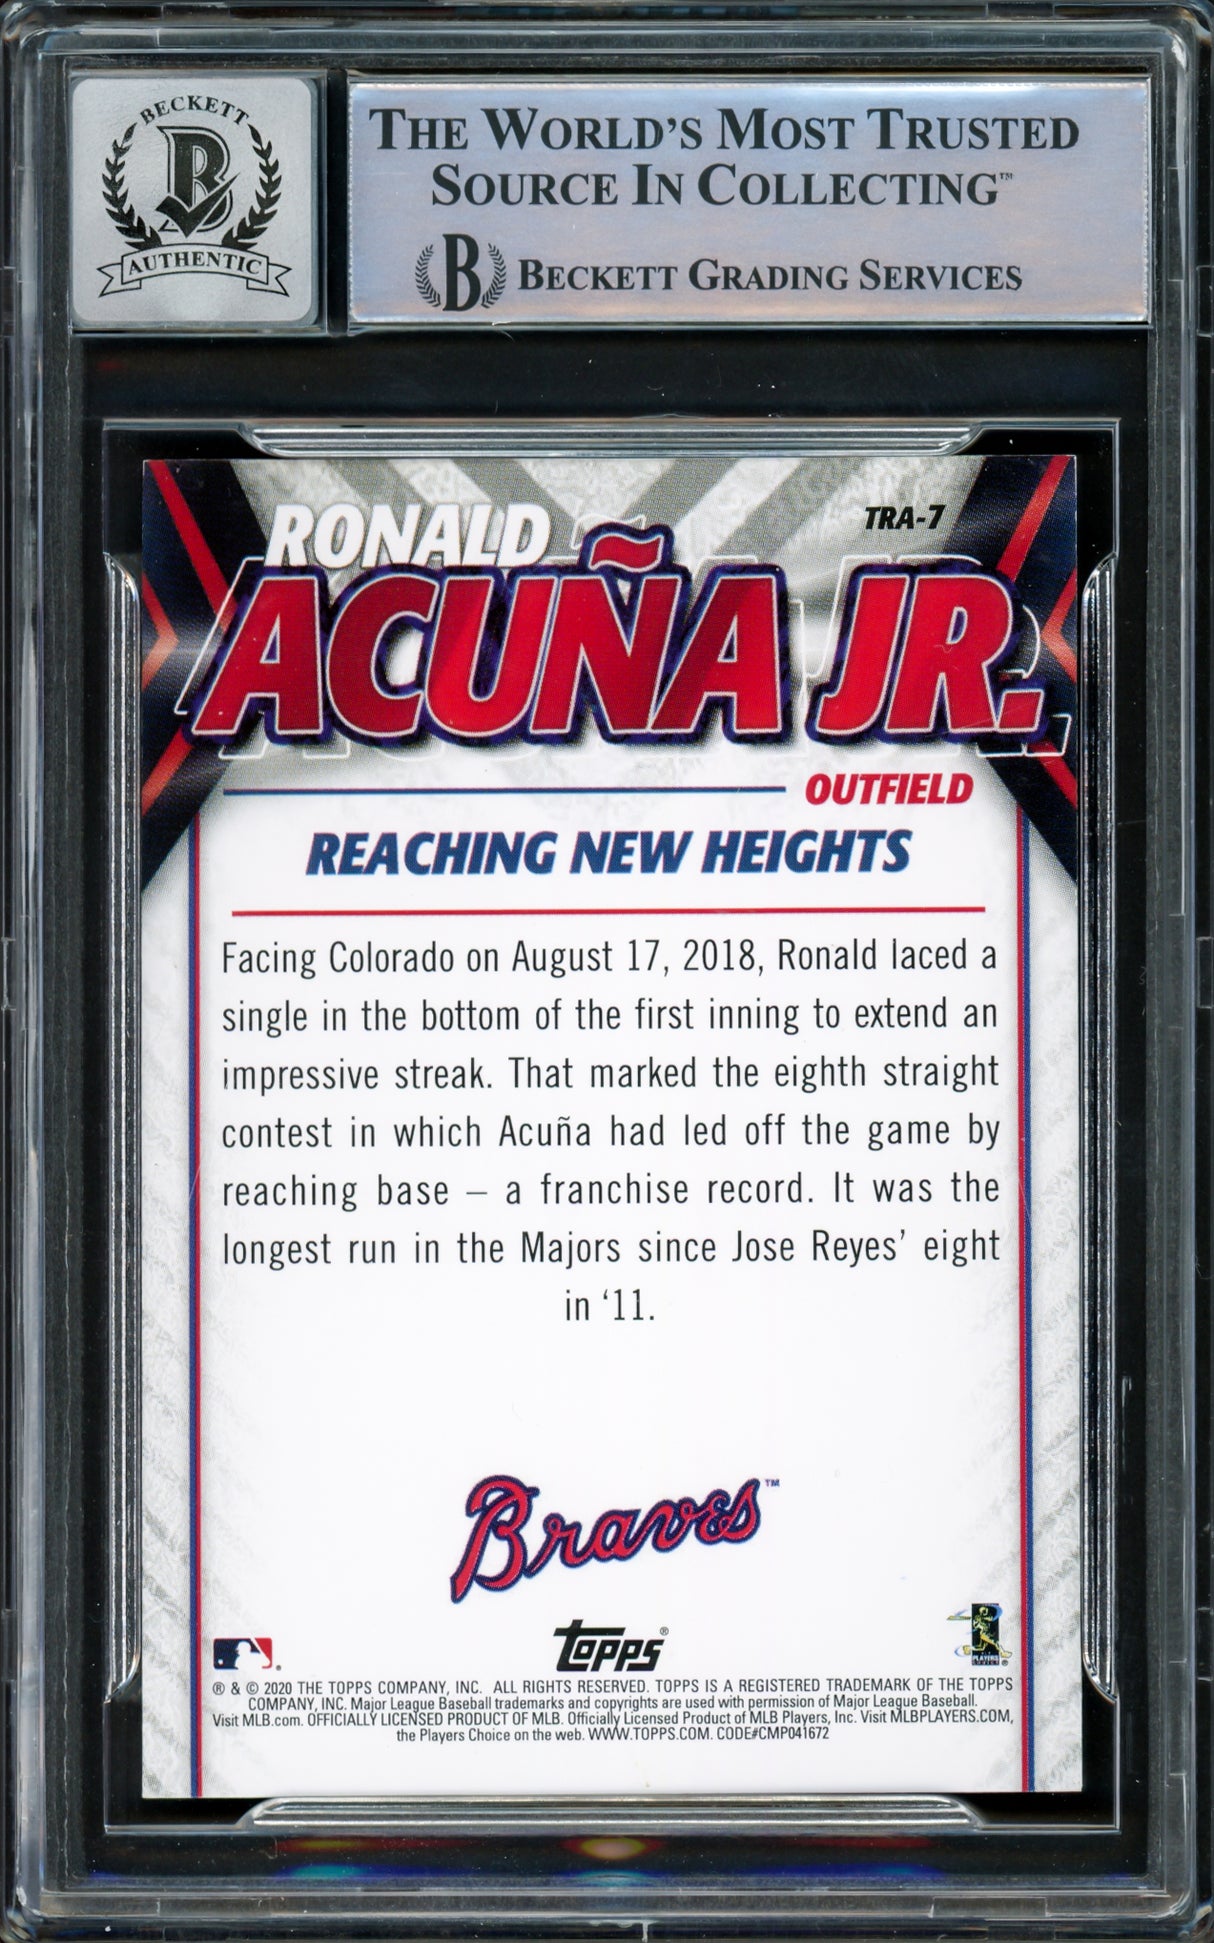 BECKETT
B
AUTHENTIC
THE WORLD'S MOST TRUSTED
SOURCE IN COLLECTING™
B BECKETT GRADING SERVICES
RONALD
TRA-7
ACUÑA JR.
OUTFIELD
REACHING NEW HEIGHTS
Facing Colorado on August 17, 2018, Ronald laced a
single in the bottom of the first inning to extend an
impressive streak. That marked the eighth straight
contest in which Acuña had led off the game by
reaching base – a franchise record. It was the
longest run in the Majors since Jose Reyes’ eight
in ‘11.
Braves™
topps®
PLAYERS
® & © 2020 THE TOPPS COMPANY, INC. ALL RIGHTS RESERVED. TOPPS IS A REGISTERED TRADEMARK OF THE TOPPS
COMPANY, INC. Major League Baseball trademarks and copyrights are used with permission of Major League Baseball.
Visit MLB.com. OFFICIALLY LICENSED PRODUCT OF MLB. Officially Licensed Product of MLB Players, Inc. Visit MLBPLAYERS.COM,
the Players Choice on the web. WWW.TOPPS.COM. CODE#CMP041672